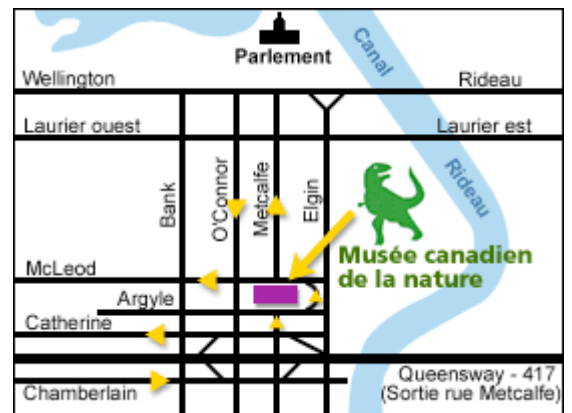 Parlement
Wellington
Rideau
Canal
Rideau
Laurier ouest
Laurier est
Bank
O'Connor
Metcalfe
Elgin
Musée canadien
de la nature
McLeod
Argyle
Catherine
Queensway - 417
(Sortie rue Metcalfe)
Chamberlain